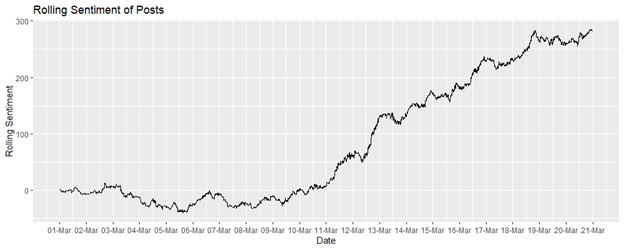 Rolling Sentiment of Posts
Rolling Sentiment
300
200
100
0
01-Mar 02-Mar 03-Mar 04-Mar 05-Mar 06-Mar 07-Mar 08-Mar 09-Mar 10-Mar 11-Mar 12-Mar 13-Mar 14-Mar 15-Mar 16-Mar 17-Mar 18-Mar 19-Mar 20-Mar 21-Mar
Date